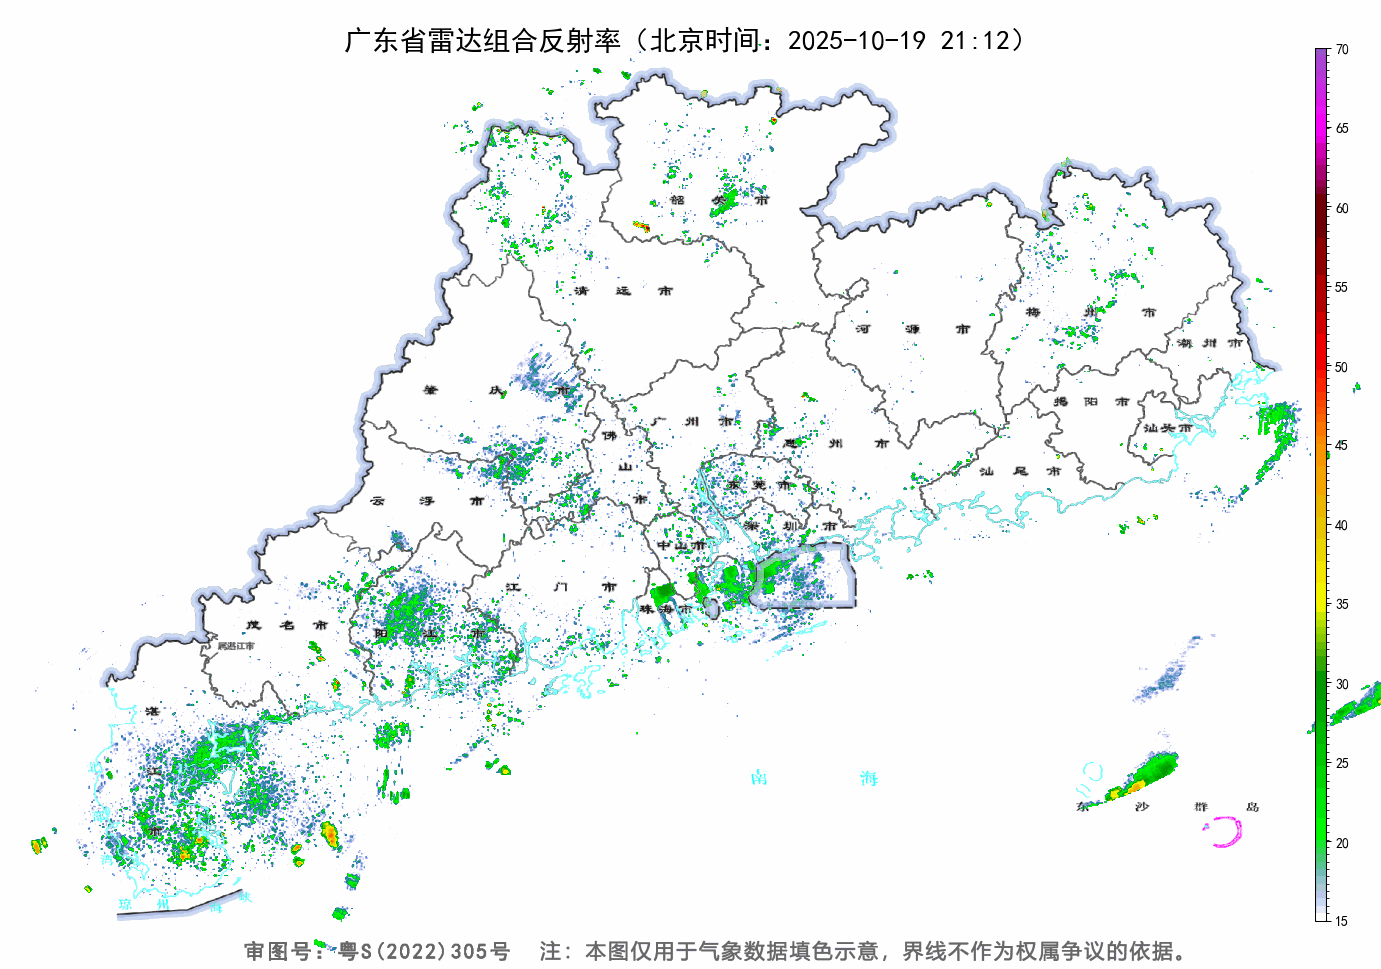 广东省雷达组合反射率（北京时间：2025-10-19 21:12）
70
65
60
55
50
45
40
35
30
25
20
15
韶关市
清远市
河源市
梅州市
潮州市
肇庆市
广州市
佛山市
惠州市
揭阳市
汕头市
汕尾市
云浮市
东莞市
深圳市
中山市
江门市
珠海市
茂名市
阳江市
属湛江市
湛江市
南海
东沙群岛
琼州海峡
审图号：粤S(2022)305号 注：本图仅用于气象数据填色示意，界线不作为权属争议的依据。